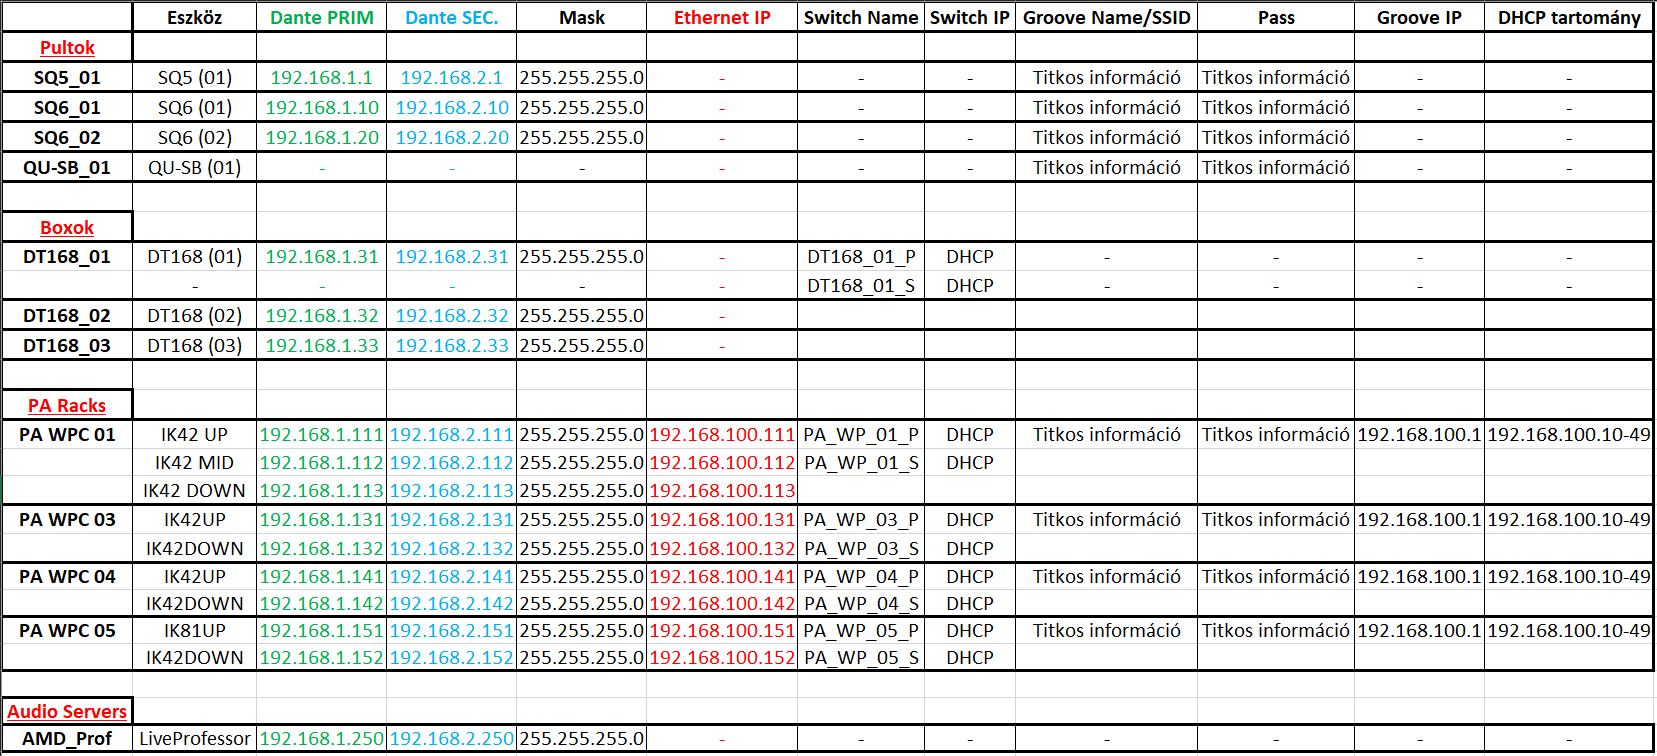 Eszköz Dante PRIM Dante SEC. Mask Ethernet IP Switch Name Switch IP Groove Name/SSID Pass Groove IP DHCP tartomány
Pultok
SQ5_01 SQ5 (01) 192.168.1.1 192.168.2.1 255.255.255.0 - - - Titkos információ Titkos információ - -
SQ6_01 SQ6 (01) 192.168.1.10 192.168.2.10 255.255.255.0 - - - Titkos információ Titkos információ - -
SQ6_02 SQ6 (02) 192.168.1.20 192.168.2.20 255.255.255.0 - - - Titkos információ Titkos információ - -
QU-SB_01 QU-SB (01) - - - - - - Titkos információ Titkos információ - -
Boxok
DT168_01 DT168 (01) 192.168.1.31 192.168.2.31 255.255.255.0 - DT168_01_P DHCP - - - -
- - - - - DT168_01_S DHCP - - - -
DT168_02 DT168 (02) 192.168.1.32 192.168.2.32 255.255.255.0 -
DT168_03 DT168 (03) 192.168.1.33 192.168.2.33 255.255.255.0 -
PA Racks
PA WPC 01 IK42 UP 192.168.1.111 192.168.2.111 255.255.255.0 192.168.100.111 PA_WP_01_P DHCP Titkos információ Titkos információ 192.168.100.1 192.168.100.10-49
IK42 MID 192.168.1.112 192.168.2.112 255.255.255.0 192.168.100.112 PA_WP_01_S DHCP
IK42 DOWN 192.168.1.113 192.168.2.113 255.255.255.0 192.168.100.113
PA WPC 03 IK42UP 192.168.1.131 192.168.2.131 255.255.255.0 192.168.100.131 PA_WP_03_P DHCP Titkos információ Titkos információ 192.168.100.1 192.168.100.10-49
IK42DOWN 192.168.1.132 192.168.2.132 255.255.255.0 192.168.100.132 PA_WP_03_S DHCP
PA WPC 04 IK42UP 192.168.1.141 192.168.2.141 255.255.255.0 192.168.100.141 PA_WP_04_P DHCP Titkos információ Titkos információ 192.168.100.1 192.168.100.10-49
IK42DOWN 192.168.1.142 192.168.2.142 255.255.255.0 192.168.100.142 PA_WP_04_S DHCP
PA WPC 05 IK81UP 192.168.1.151 192.168.2.151 255.255.255.0 192.168.100.151 PA_WP_05_P DHCP Titkos információ Titkos információ 192.168.100.1 192.168.100.10-49
IK42DOWN 192.168.1.152 192.168.2.152 255.255.255.0 192.168.100.152 PA_WP_05_S DHCP
Audio Servers
AMD_Prof LiveProfessor 192.168.1.250 192.168.2.250 255.255.255.0 - - - - - - -